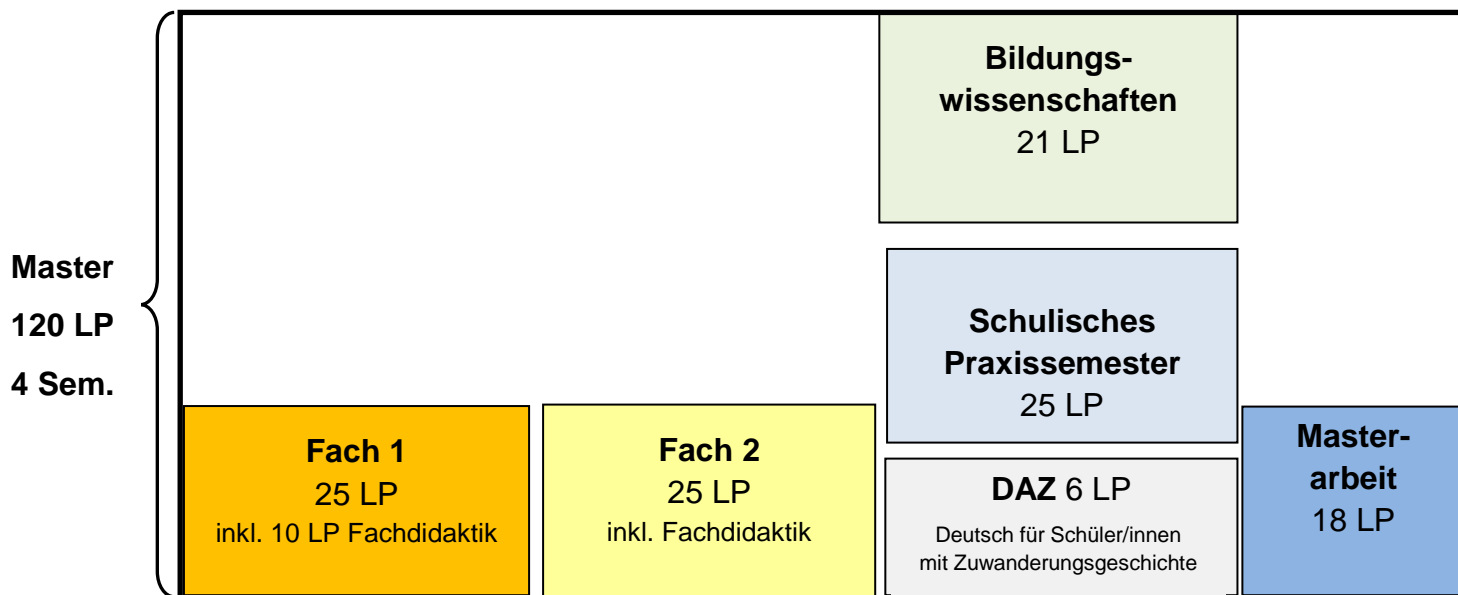 Master
120 LP
4 Sem.
Bildungs-
wissenschaften
21 LP
Schulisches
Praxissemester
25 LP
Fach 1
25 LP
inkl. 10 LP Fachdidaktik
Fach 2
25 LP
inkl. Fachdidaktik
DAZ 6 LP
Deutsch für Schüler/innen
mit Zuwanderungsgeschichte
Master-
arbeit
18 LP